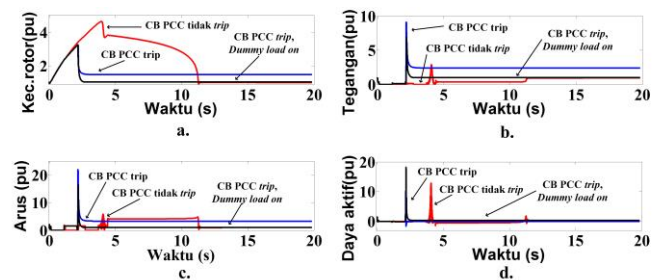 Kec.rotor(pu)
4
2
CB PCC tidak trip
CB PCC trip
CB PCC trip,
Dummy load on
0 5 10 15 20
Waktu (s)
a.
Tegangan(pu)
10
5
0
CB PCC trip
CB PCC tidak trip
CB PCC trip,
Dummy load on
0 5 10 15 20
Waktu (s)
b.
Arus (pu)
20
10
0
CB PCC trip
CB PCC tidak trip
CB PCC trip,
Dummy load on
0 5 10 15 20
Waktu (s)
c.
Daya aktif(pu)
20
10
0
CB PCC trip
CB PCC tidak trip
CB PCC trip,
Dummy load on
0 5 10 15 20
Waktu (s)
d.